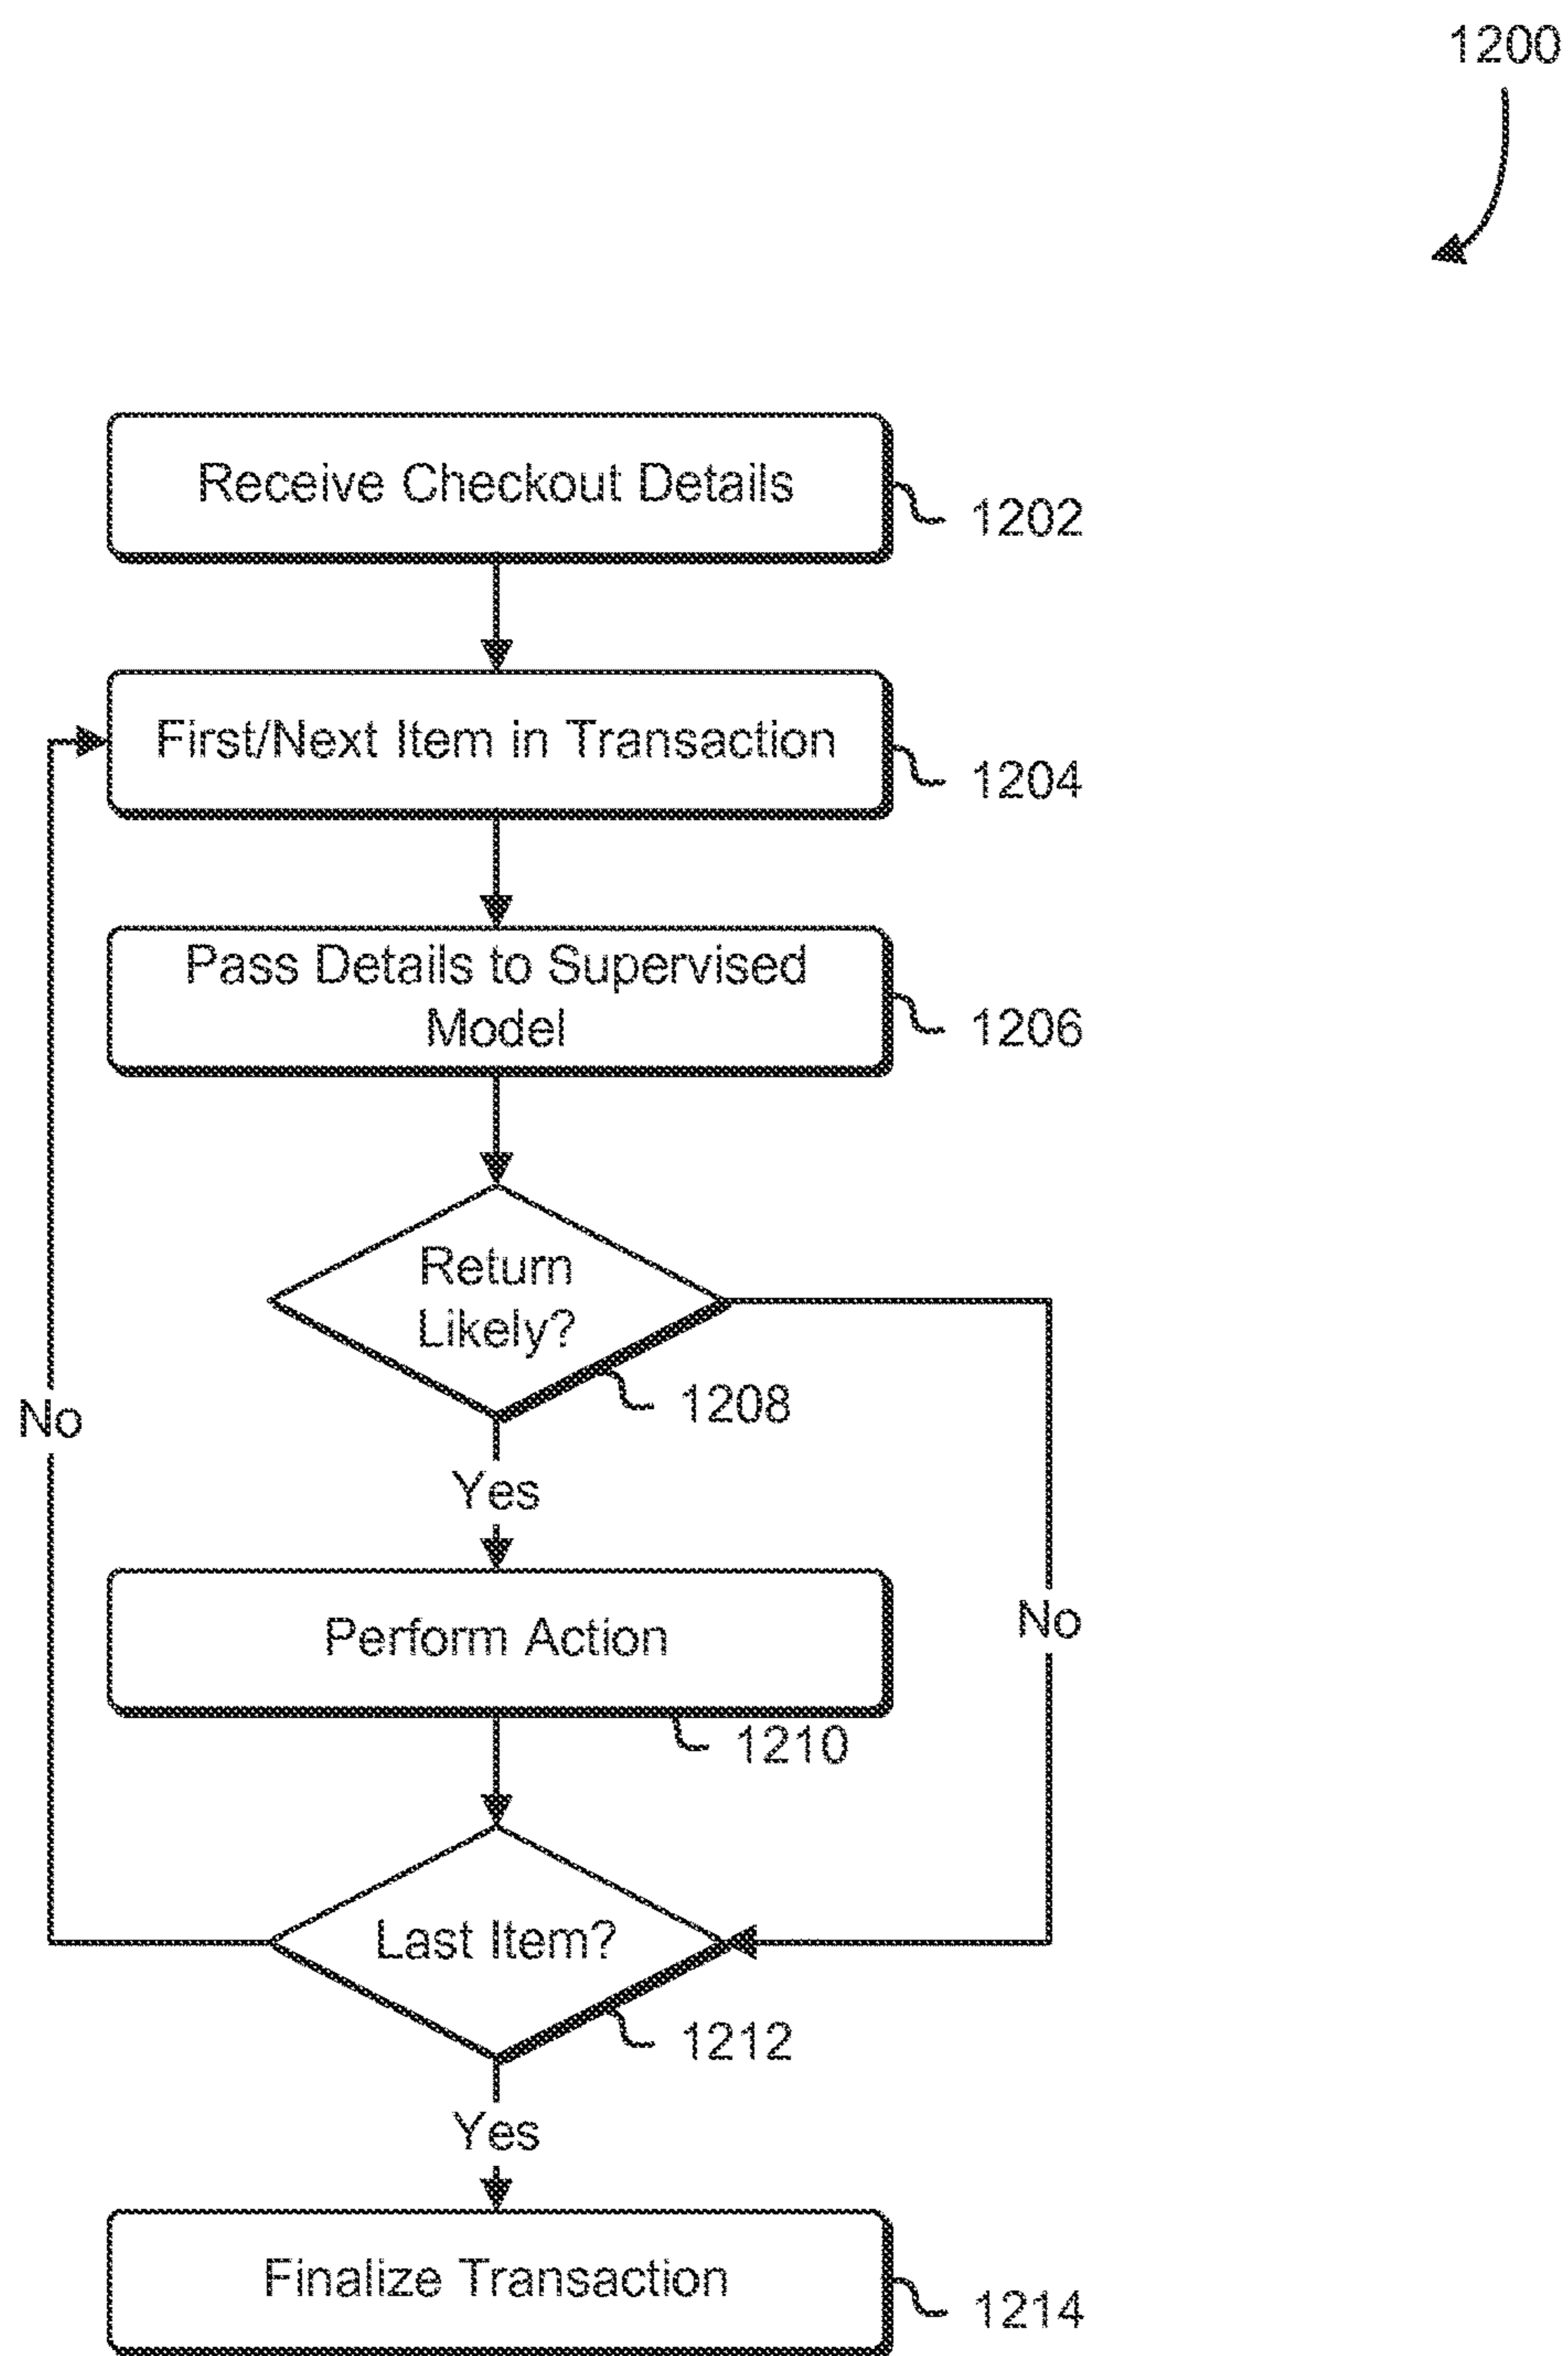 1200
Receive Checkout Details
1202
First/Next Item in Transaction
1204
Pass Details to Supervised
Model
1206
Return
Likely?
1208
No
Yes
No
Perform Action
1210
Last Item?
1212
Yes
Finalize Transaction
1214